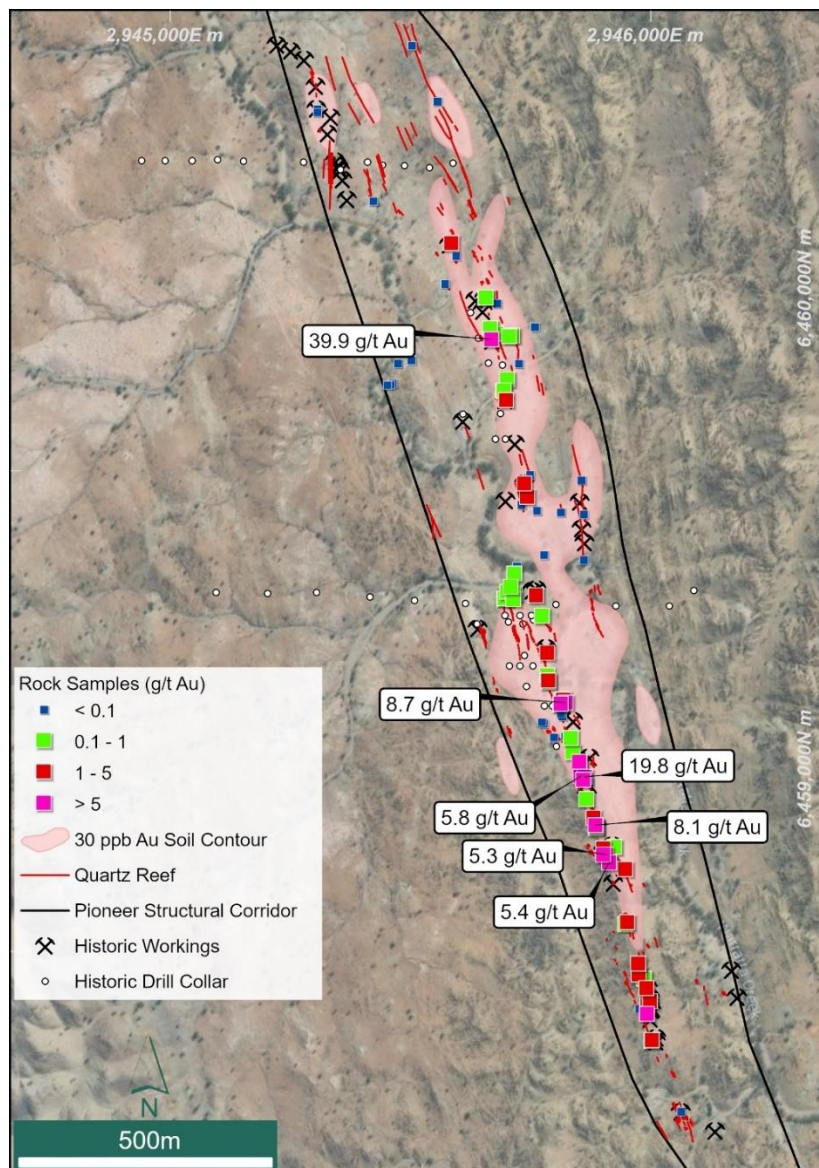 2,945,000E m
2,946,000E m
6,460,000N m
39.9 g/t Au
8.7 g/t Au
19.8 g/t Au
6,459,000N m
5.8 g/t Au
8.1 g/t Au
5.3 g/t Au
5.4 g/t Au
Rock Samples (g/t Au)
< 0.1
0.1 - 1
1 - 5
> 5
30 ppb Au Soil Contour
Quartz Reef
Pioneer Structural Corridor
Historic Workings
Historic Drill Collar
N
500m